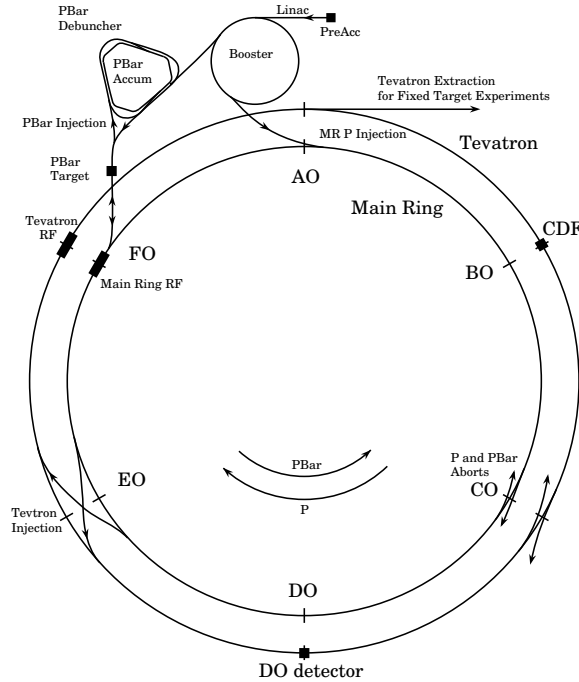 PBar
Debuncher
Linac
PreAcc
PBar
Accum
Booster
Tevatron Extraction
for Fixed Target Experiments
PBar Injection
MR P Injection
Tevatron
PBar
Target
AO
Main Ring
Tevatron
RF
FO
CDF
BO
Main Ring RF
PBar
P and PBar
Aborts
EO
CO
P
Tevtron
Injection
DO
DO detector